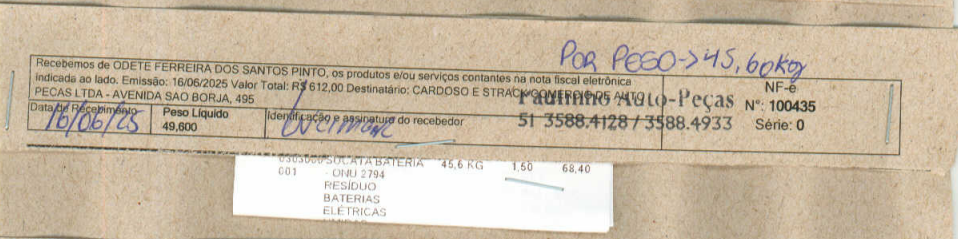 POR PESO->45,60kg
Recebemos de ODETE FERREIRA DOS SANTOS PINTO, os produtos e/ou serviços contantes na nota fiscal eletrônica
indicada ao lado. Emissão: 16/06/2025 Valor Total: R$ 612,00 Destinatário: CARDOSO E STRACK COMERCIO DE AUTO
PECAS LTDA - AVENIDA SAO BORJA, 495
NF-e
Nº: 100435
Série: 0
Paulinho Auto-Peças
51 3588.4128 / 3588.4933
Data de Recebimento
16/06/25
Peso Líquido
49,600
Identificação e assinatura do recebedor
SUCATA BATERIA 45,6 KG 1,50 68,40
001 - ONU 2794
RESÍDUO
BATERIAS
ELÉTRICAS